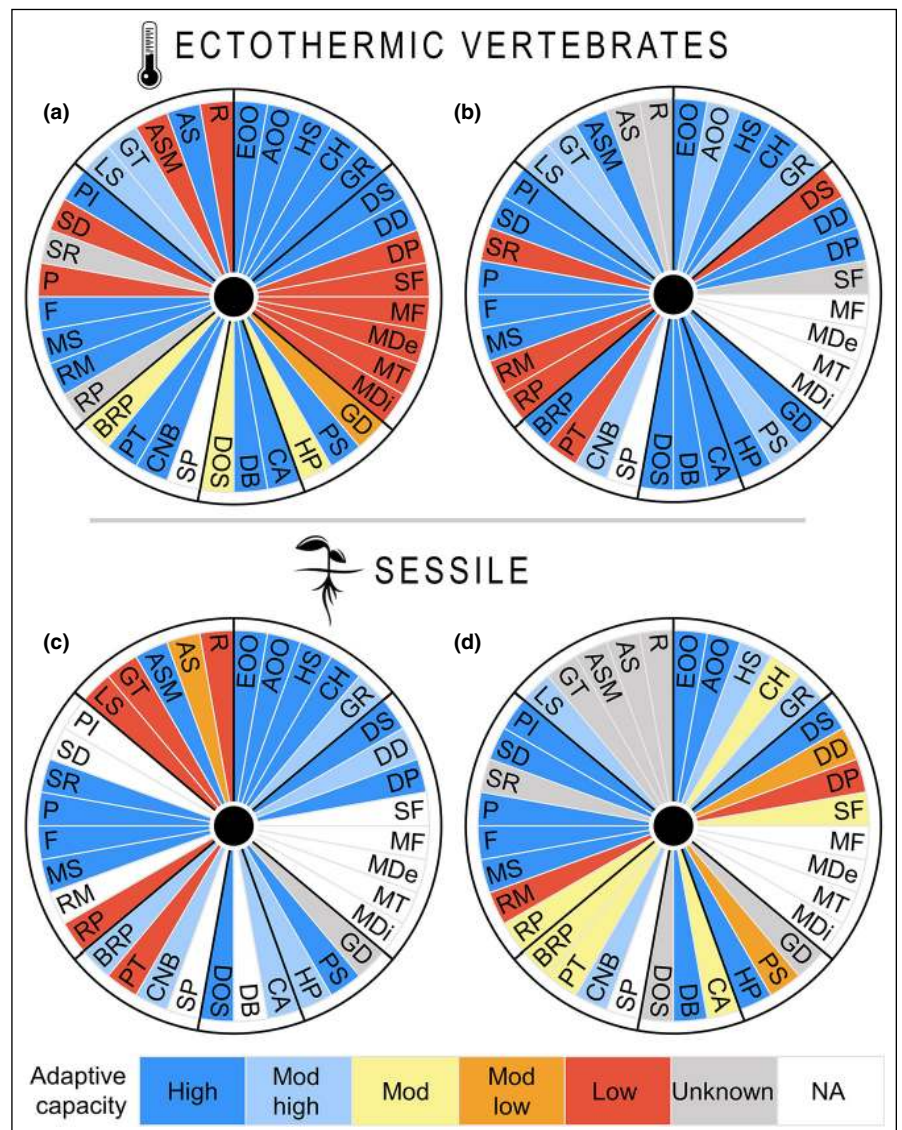 ECTOTHERMIC VERTEBRATES
(a)
EOO
AOO
HS
CH
GR
DS
DD
DP
SF
MF
MDe
MT
MDi
GD
PS
HP
CA
DB
DOS
SP
CNB
PT
BRP
RP
RM
MS
F
P
SR
SD
PI
LS
GT
ASM
AS
R
(b)
EOO
AOO
HS
CH
GR
DS
DD
DP
SF
MF
MDe
MT
MDi
GD
PS
HP
CA
DB
DOS
SP
CNB
PT
BRP
RP
RM
MS
F
P
SR
SD
PI
LS
GT
ASM
AS
R
SESSILE
(c)
EOO
AOO
HS
CH
GR
DS
DD
DP
SF
MF
MDe
MT
MDi
GD
PS
HP
CA
DB
DOS
SP
CNB
PT
BRP
RP
RM
MS
F
P
SR
SD
PI
LS
GT
ASM
AS
R
(d)
EOO
AOO
HS
CH
GR
DS
DD
DP
SF
MF
MDe
MT
MDi
GD
PS
HP
CA
DB
DOS
SP
CNB
PT
BRP
RP
RM
MS
F
P
SR
SD
PI
LS
GT
ASM
AS
R
Adaptive
capacity
High
Mod
high
Mod
Mod
low
Low
Unknown
NA